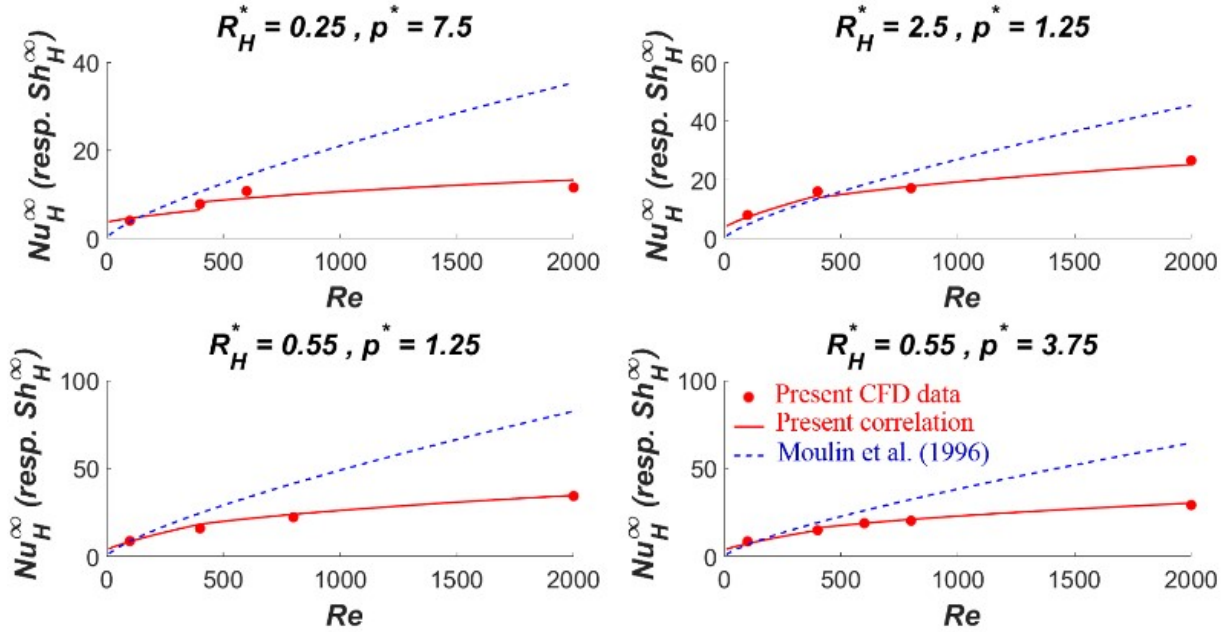 R*H = 0.25 , p* = 7.5
Nu∞H (resp. Sh∞H)
40
20
0
0 500 1000 1500 2000
Re
R*H = 2.5 , p* = 1.25
Nu∞H (resp. Sh∞H)
60
40
20
0
0 500 1000 1500 2000
Re
R*H = 0.55 , p* = 1.25
Nu∞H (resp. Sh∞H)
100
50
0
0 500 1000 1500 2000
Re
R*H = 0.55 , p* = 3.75
Nu∞H (resp. Sh∞H)
100
50
0
Present CFD data
Present correlation
Moulin et al. (1996)
0 500 1000 1500 2000
Re